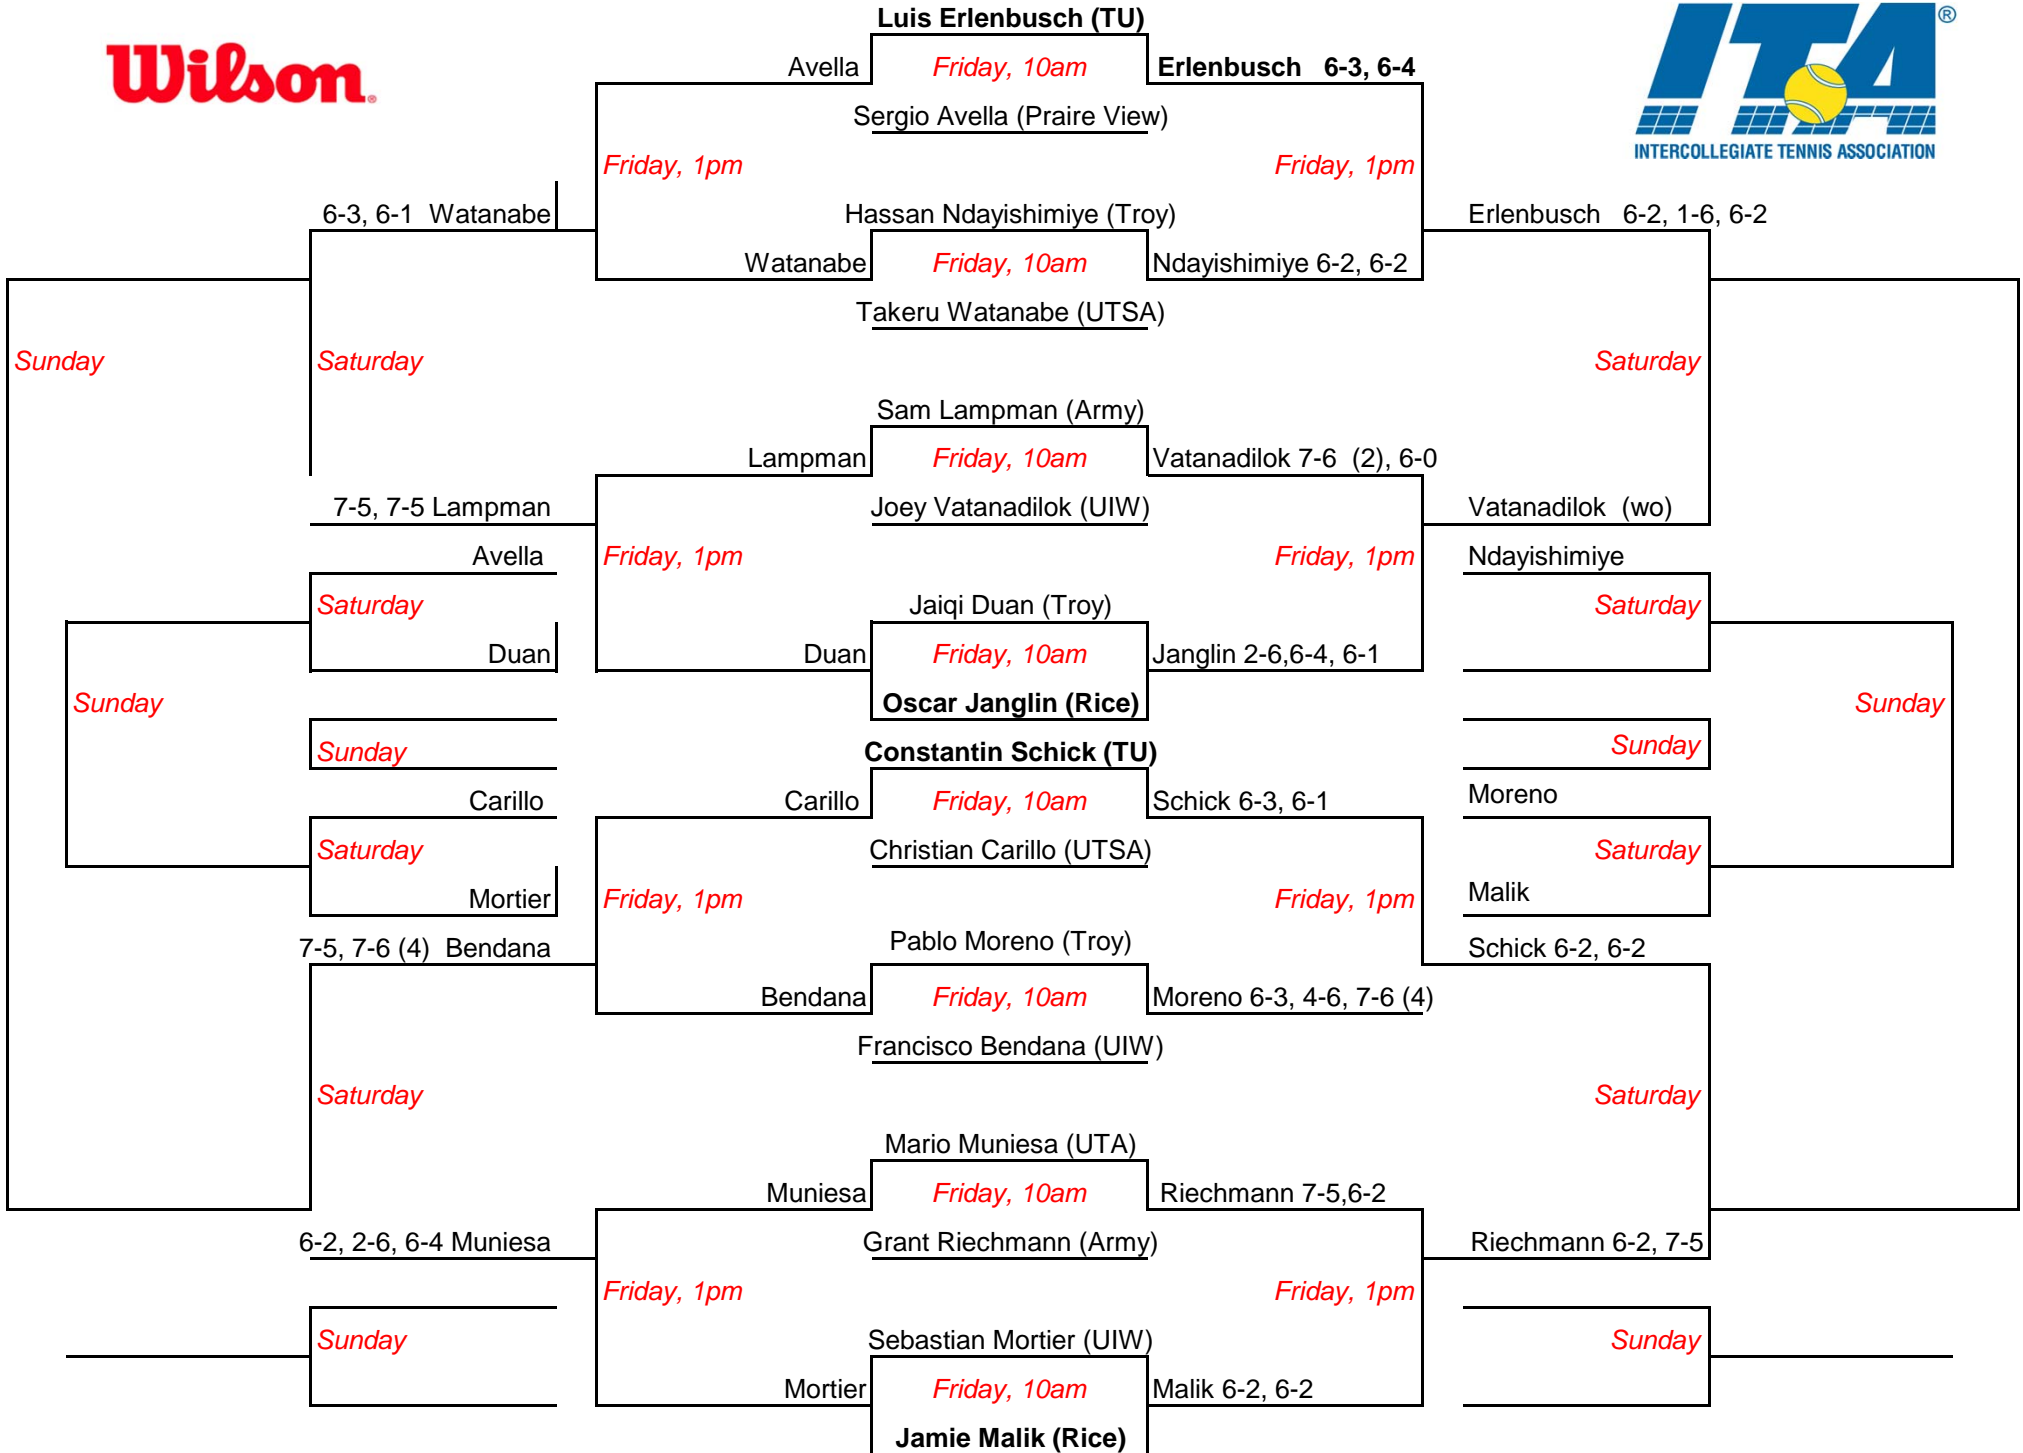 Luis Erlenbusch (TU)
Wilson.
ITA®
INTERCOLLEGIATE TENNIS ASSOCIATION
Avella Friday, 10am Erlenbusch 6-3, 6-4
Sergio Avella (Praire View)
Friday, 1pm Friday, 1pm
6-3, 6-1 Watanabe Hassan Ndayishimiye (Troy) Erlenbusch 6-2, 1-6, 6-2
Watanabe Friday, 10am Ndayishimiye 6-2, 6-2
Takeru Watanabe (UTSA)
Sunday Saturday Saturday
Sam Lampman (Army)
Lampman Friday, 10am Vatanadilok 7-6 (2), 6-0
7-5, 7-5 Lampman Joey Vatanadilok (UIW) Vatanadilok (wo)
Avella Friday, 1pm Friday, 1pm Ndayishimiye
Saturday Jaiqi Duan (Troy) Saturday
Duan Duan Friday, 10am Janglin 2-6,6-4, 6-1
Sunday Oscar Janglin (Rice) Sunday
Sunday Constantin Schick (TU) Sunday
Carillo Carillo Friday, 10am Schick 6-3, 6-1 Moreno
Saturday Christian Carillo (UTSA) Saturday
Mortier Friday, 1pm Friday, 1pm Malik
7-5, 7-6 (4) Bendana Pablo Moreno (Troy) Schick 6-2, 6-2
Bendana Friday, 10am Moreno 6-3, 4-6, 7-6 (4)
Francisco Bendana (UIW)
Saturday Saturday
Mario Muniesa (UTA)
Muniesa Friday, 10am Riechmann 7-5,6-2
6-2, 2-6, 6-4 Muniesa Grant Riechmann (Army) Riechmann 6-2, 7-5
Friday, 1pm Friday, 1pm
Sunday Sebastian Mortier (UIW) Sunday
Mortier Friday, 10am Malik 6-2, 6-2
Jamie Malik (Rice)